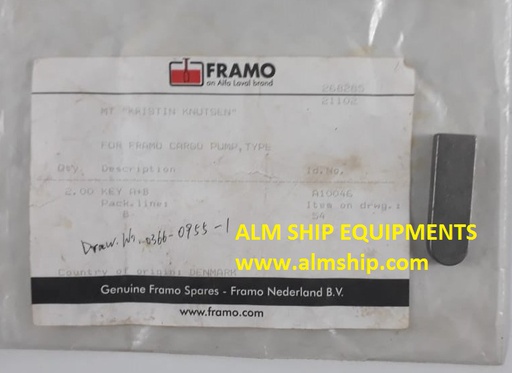 FRAMO
an Alfa Laval brand
268285
21102
MT "KRISTIN KNUTSEN"
FOR FRAMO CARGO PUMP,TYPE
Qty. Description Id.No.
2.00 KEY A*B A10046
Pack.line: Item on drwg.:
8 54
Draw. No. 0366-0955-1
ALM SHIP EQUIPMENTS
www.almship.com
Country of origin: DENMARK
Genuine Framo Spares - Framo Nederland B.V.
www.framo.com